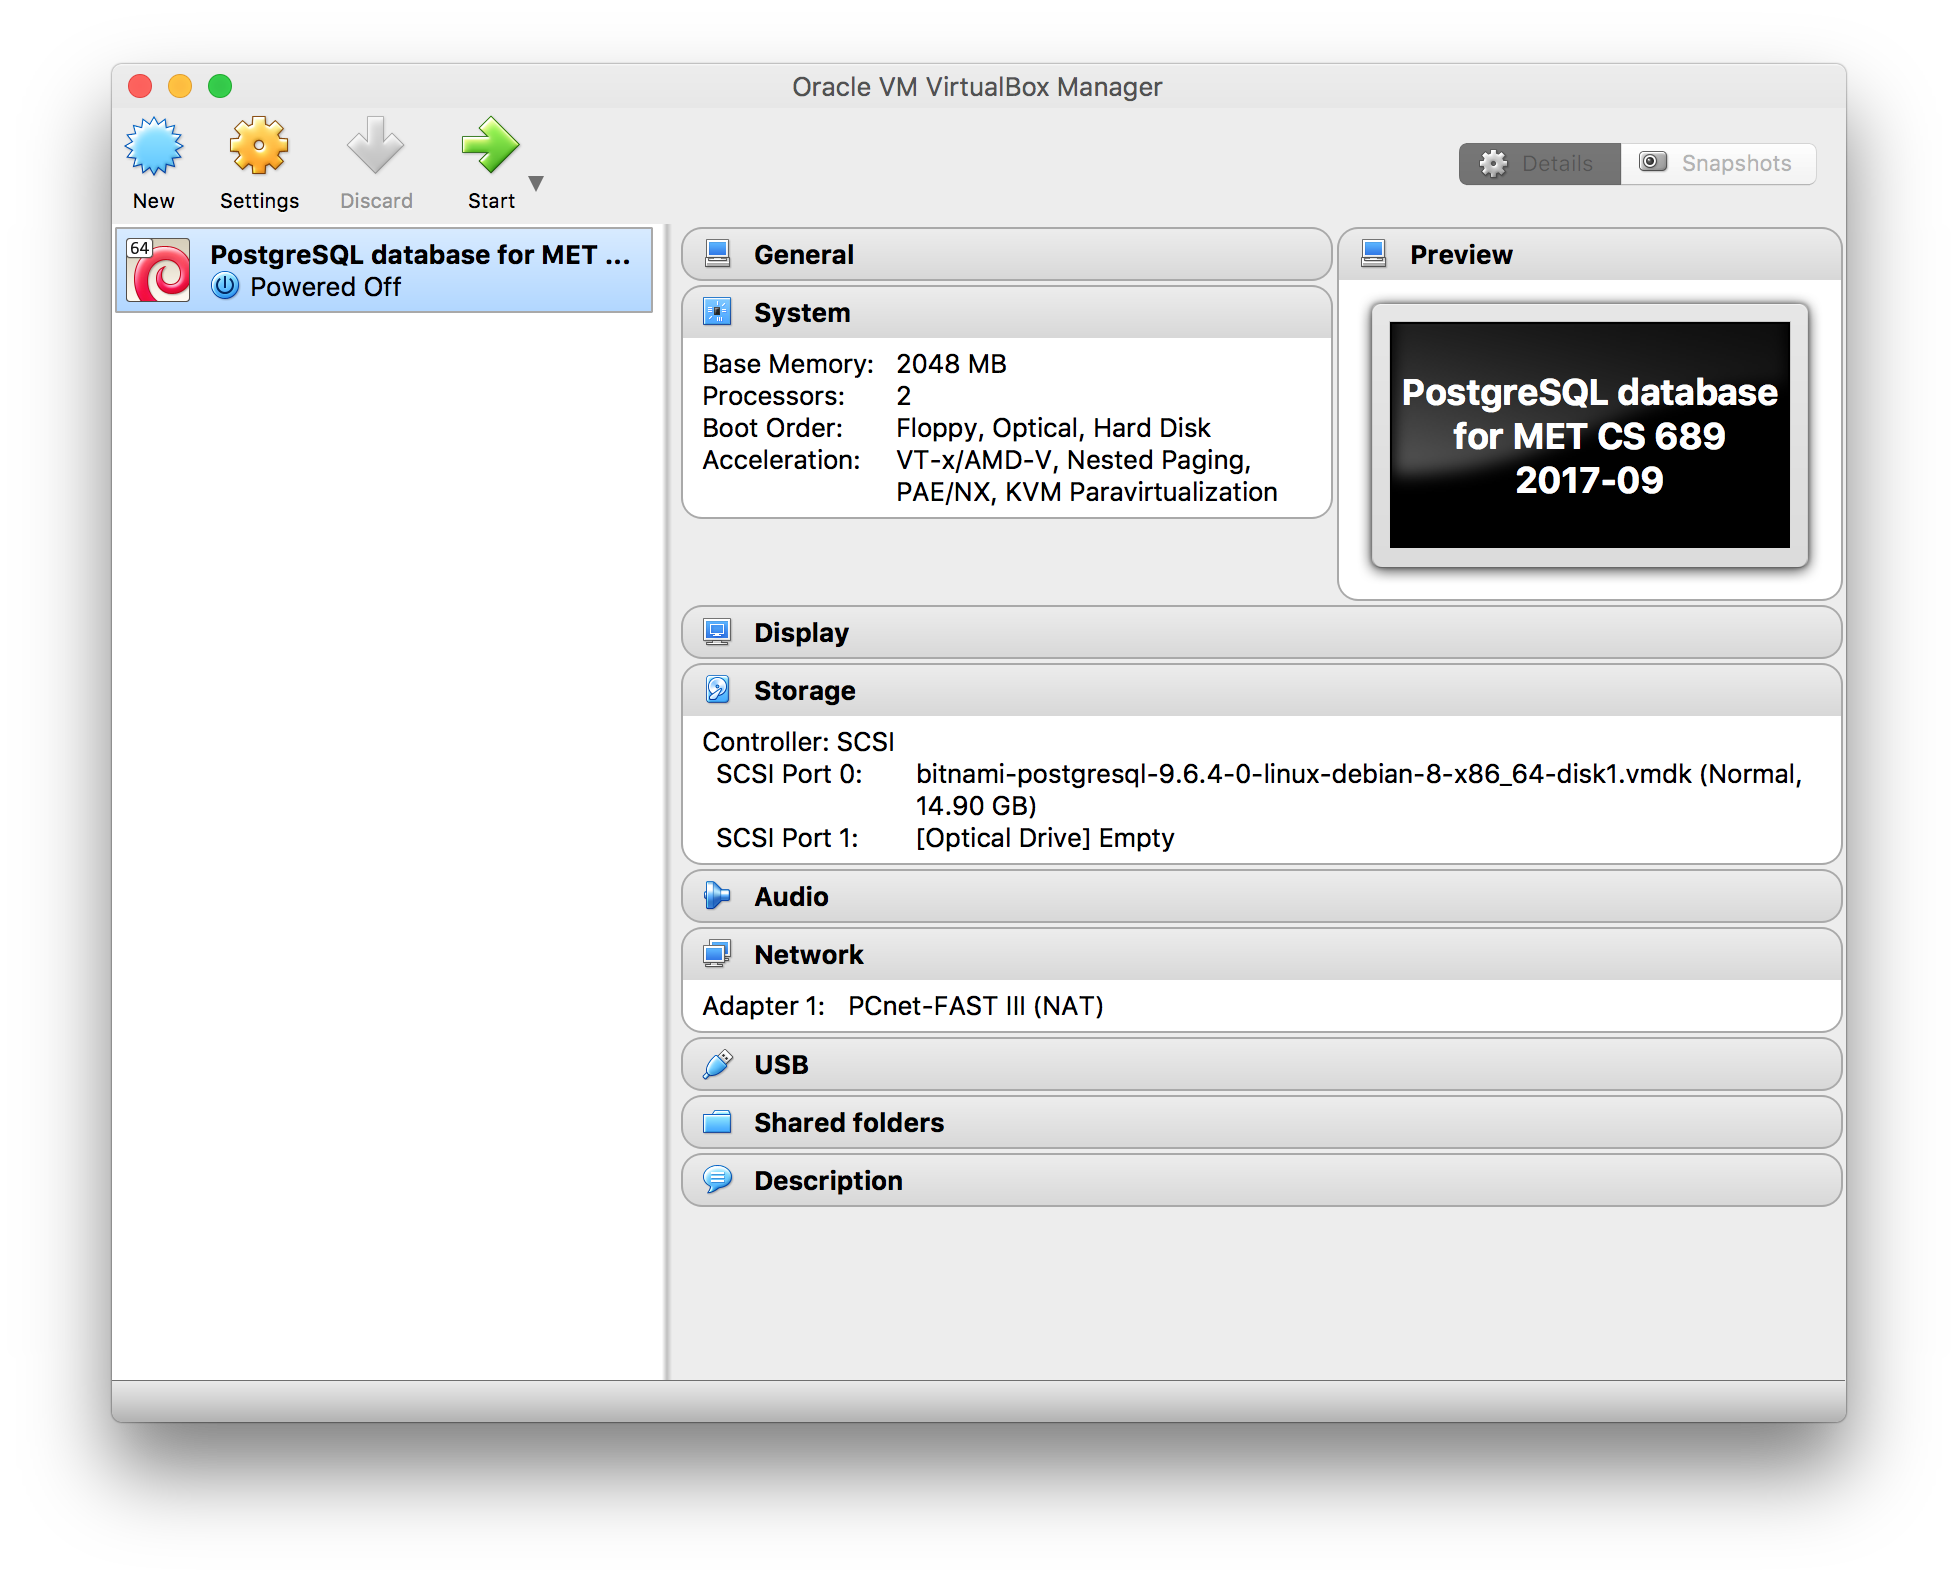 Oracle VM VirtualBox Manager
New
Settings
Discard
Start
Details
Snapshots
64
PostgreSQL database for MET ...
Powered Off
General
System
Base Memory: 2048 MB
Processors: 2
Boot Order: Floppy, Optical, Hard Disk
Acceleration: VT-x/AMD-V, Nested Paging,
PAE/NX, KVM Paravirtualization
Preview
PostgreSQL database
for MET CS 689
2017-09
Display
Storage
Controller: SCSI
SCSI Port 0: bitnami-postgresql-9.6.4-0-linux-debian-8-x86_64-disk1.vmdk (Normal,
14.90 GB)
SCSI Port 1: [Optical Drive] Empty
Audio
Network
Adapter 1: PCnet-FAST III (NAT)
USB
Shared folders
Description